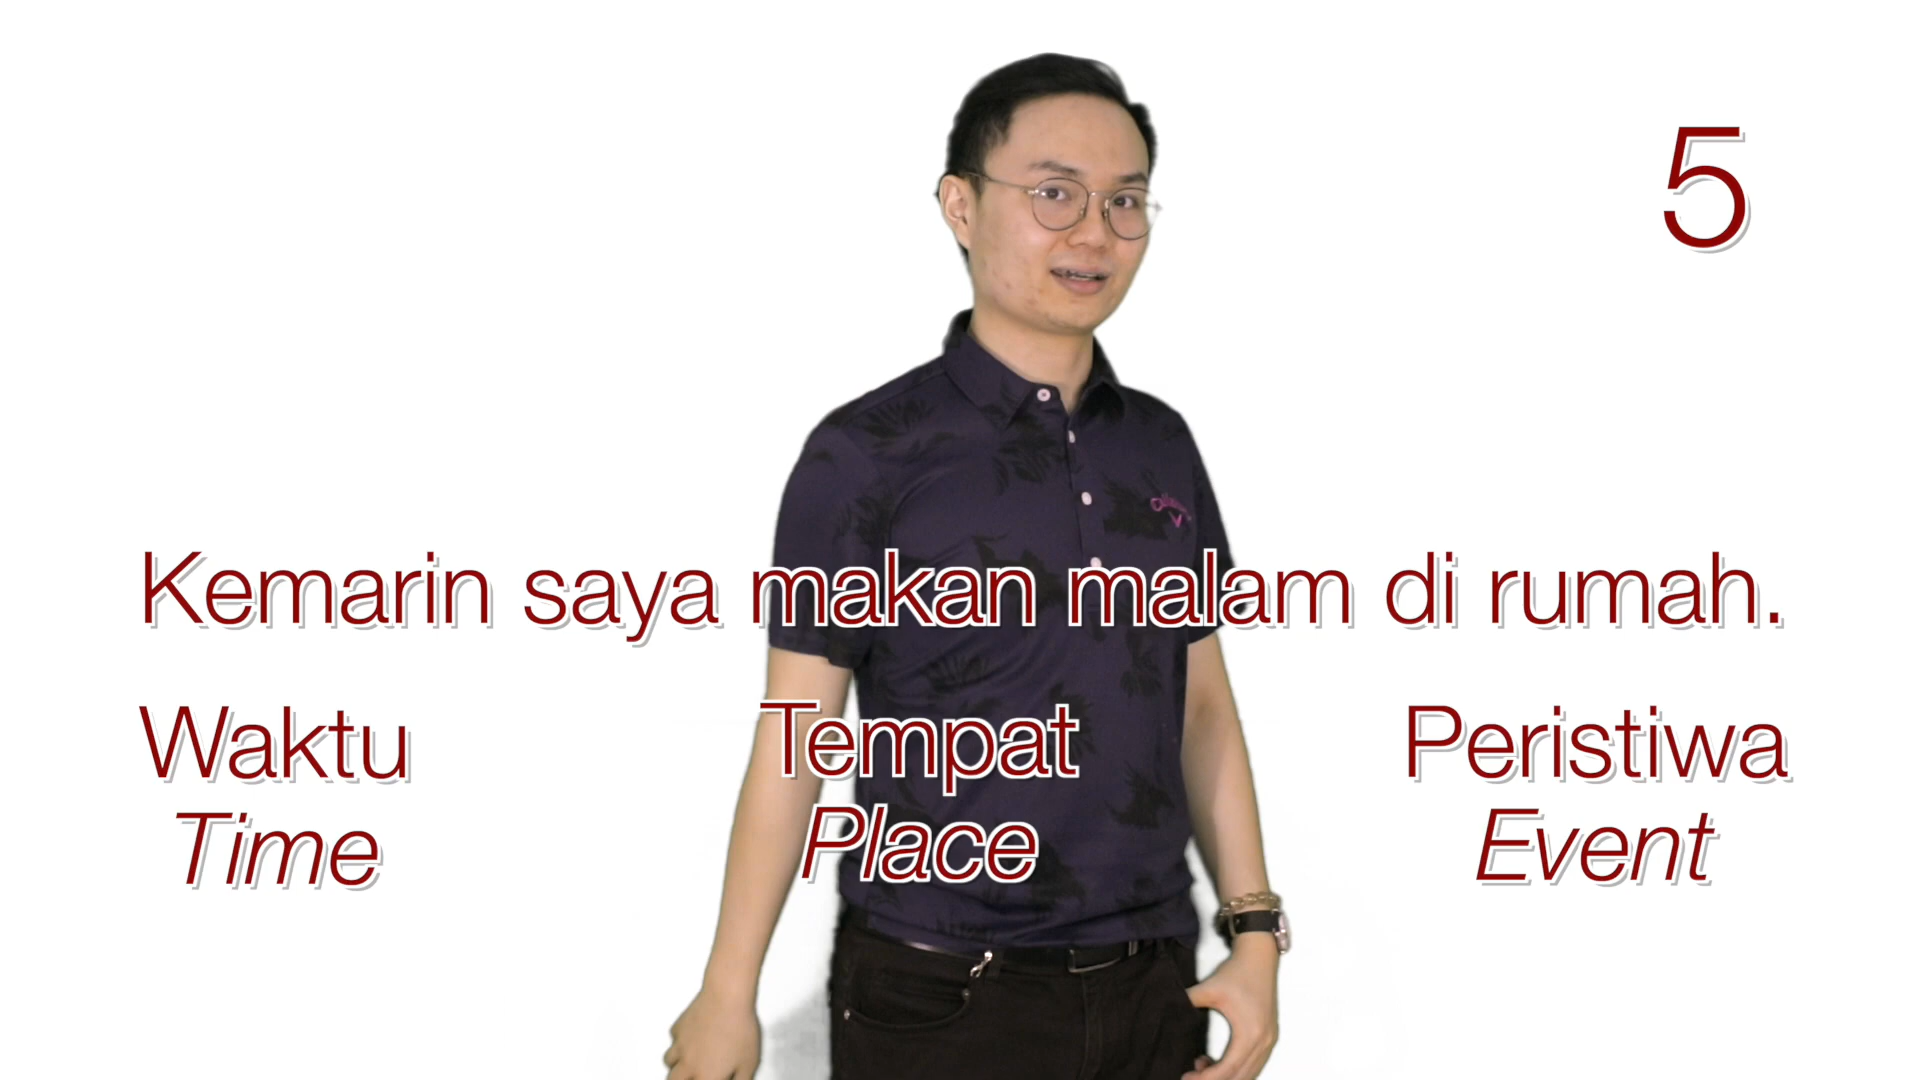 5
Kemarin saya makan malam di rumah.
Waktu Tempat Peristiwa
Time Place Event